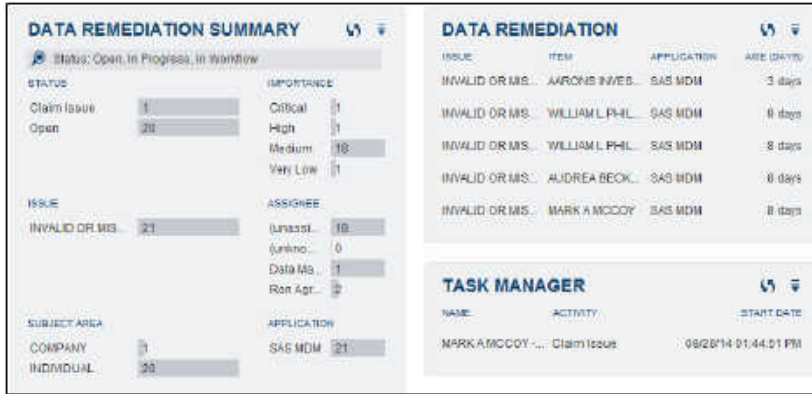 DATA REMEDIATION SUMMARY
Status: Open, In Progress, In Workflow
STATUS
Claim Issue 1
Open 20
IMPORTANCE
Critical 1
High 1
Medium 18
Very Low 1
ISSUE
INVALID OR MIS... 21
ASSIGNEE
(unassi... 18
(unkno... 0
Data Ma... 1
Ron Agr... 2
SUBJECT AREA
COMPANY 1
INDIVIDUAL 20
APPLICATION
SAS MDM 21
DATA REMEDIATION
ISSUE ITEM APPLICATION AGE (DAYS)
INVALID OR MIS... AARONS INVES... SAS MDM 3 days
INVALID OR MIS... WILLIAM L PHIL... SAS MDM 8 days
INVALID OR MIS... WILLIAM L PHIL... SAS MDM 8 days
INVALID OR MIS... AUDREA BECK... SAS MDM 8 days
INVALID OR MIS... MARK A MCCOY SAS MDM 8 days
TASK MANAGER
NAME ACTIVITY START DATE
MARK A MCCOY -... Claim Issue 08/28/14 01:44:51 PM